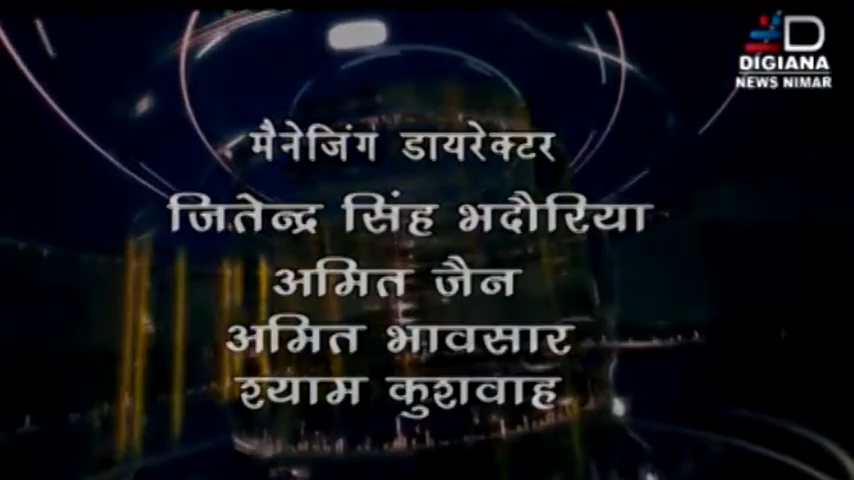 DIGIANA
NEWS NIMAR
मैनेजिंग डायरेक्टर
जितेन्द्र सिंह भदौरिया
अमित जैन
अमित भावसार
श्याम कुशवाह